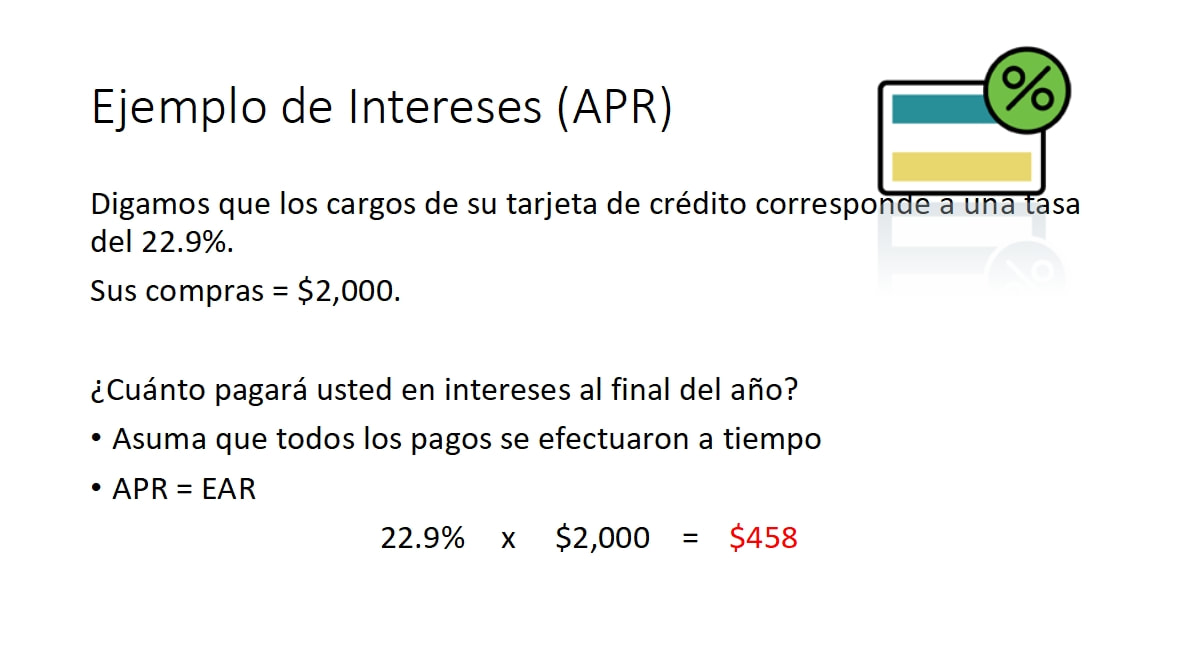 Ejemplo de Intereses (APR)
%
Digamos que los cargos de su tarjeta de crédito corresponde a una tasa
del 22.9%.
Sus compras = $2,000.
¿Cuánto pagará usted en intereses al final del año?
• Asuma que todos los pagos se efectuaron a tiempo
• APR = EAR
22.9% x $2,000 = $458